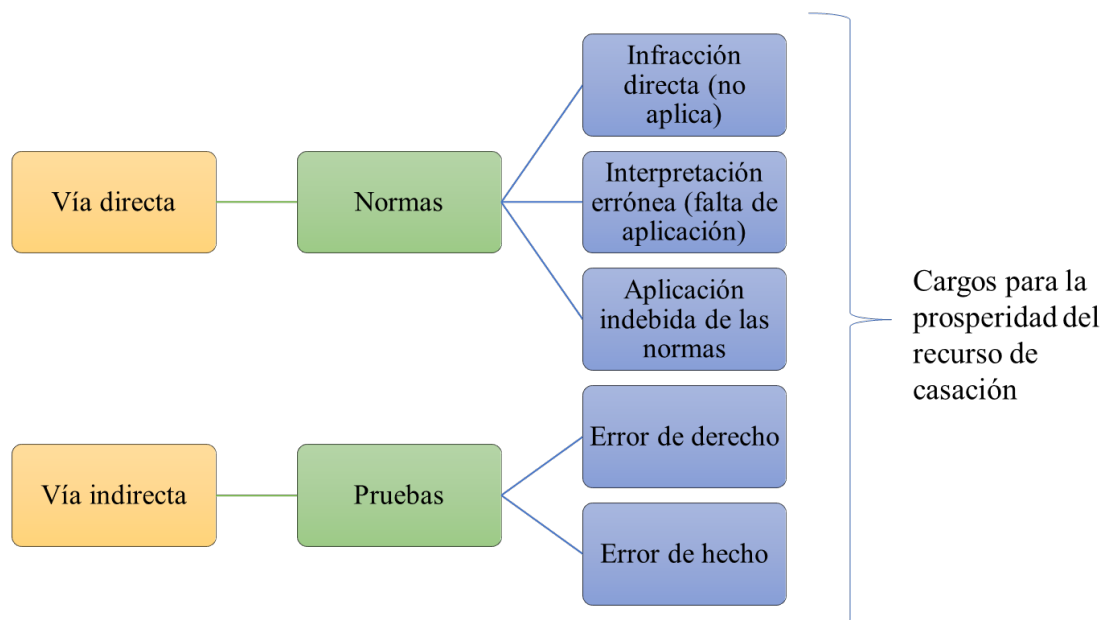 Vía directa
Normas
Infracción
directa (no
aplica)
Interpretación
errónea (falta de
aplicación)
Aplicación
indebida de las
normas
Vía indirecta
Pruebas
Error de derecho
Error de hecho
Cargos para la
prosperidad del
recurso de
casación